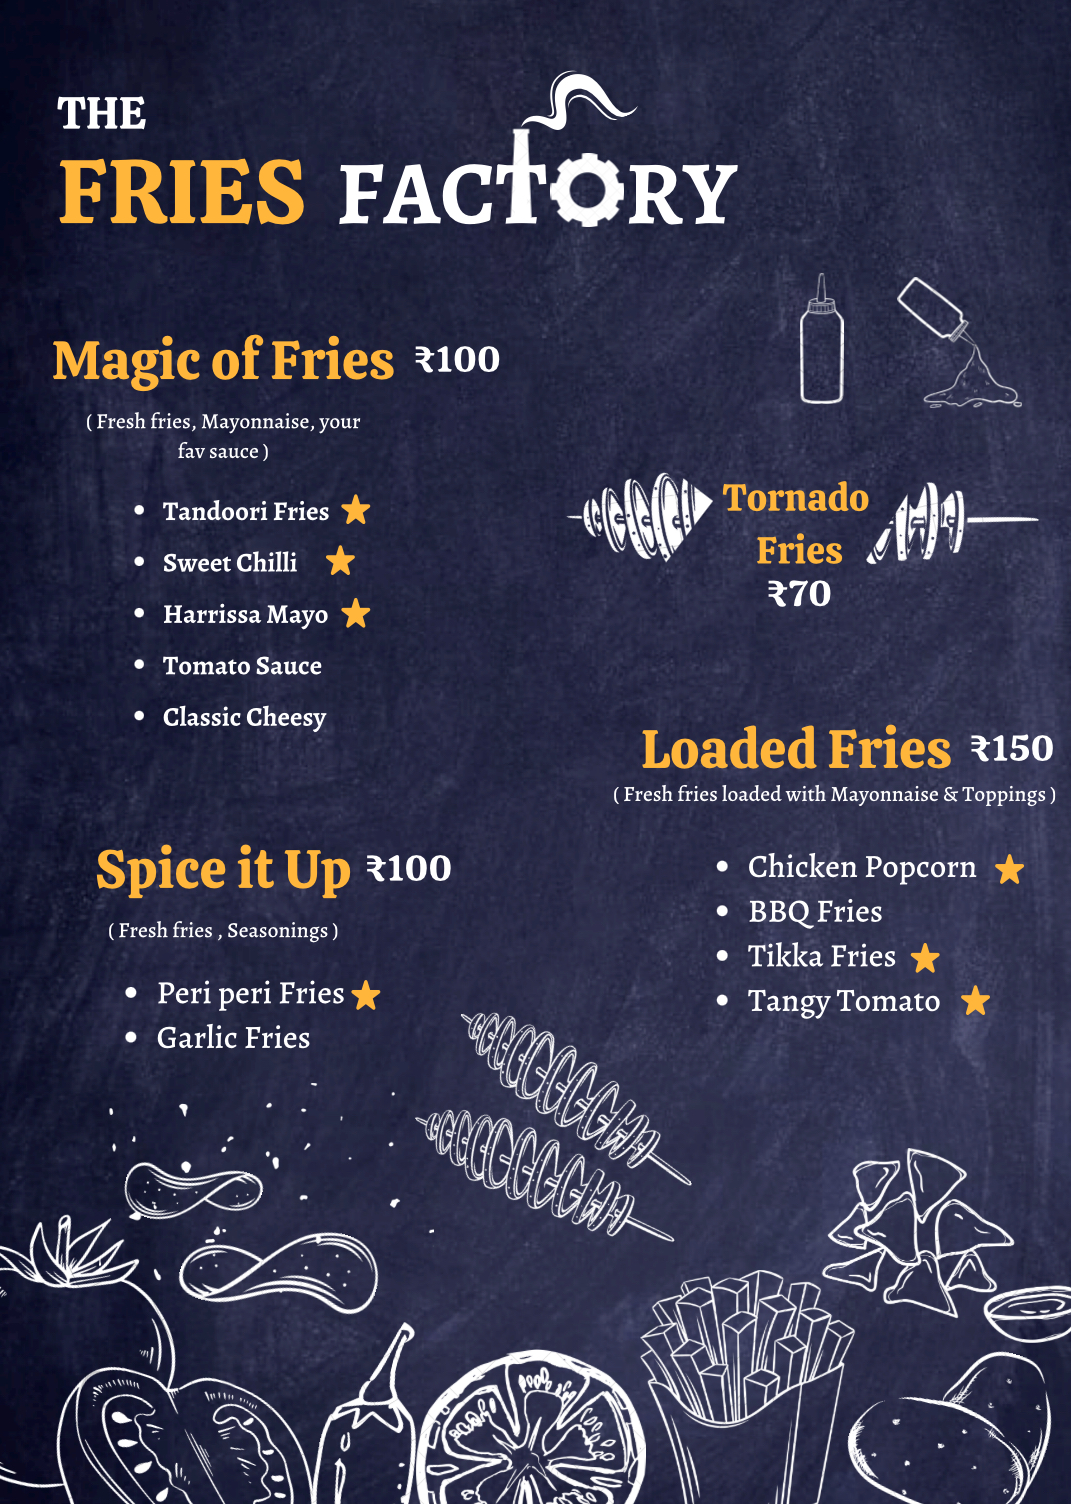 THE
FRIES FACTORY
Magic of Fries ₹100
( Fresh fries, Mayonnaise, your
fav sauce )
• Tandoori Fries
• Sweet Chilli
• Harrissa Mayo
• Tomato Sauce
• Classic Cheesy
Tornado
Fries
₹70
Loaded Fries ₹150
( Fresh fries loaded with Mayonnaise & Toppings )
• Chicken Popcorn
• BBQ Fries
• Tikka Fries
• Tangy Tomato
Spice it Up ₹100
( Fresh fries , Seasonings )
• Peri peri Fries
• Garlic Fries